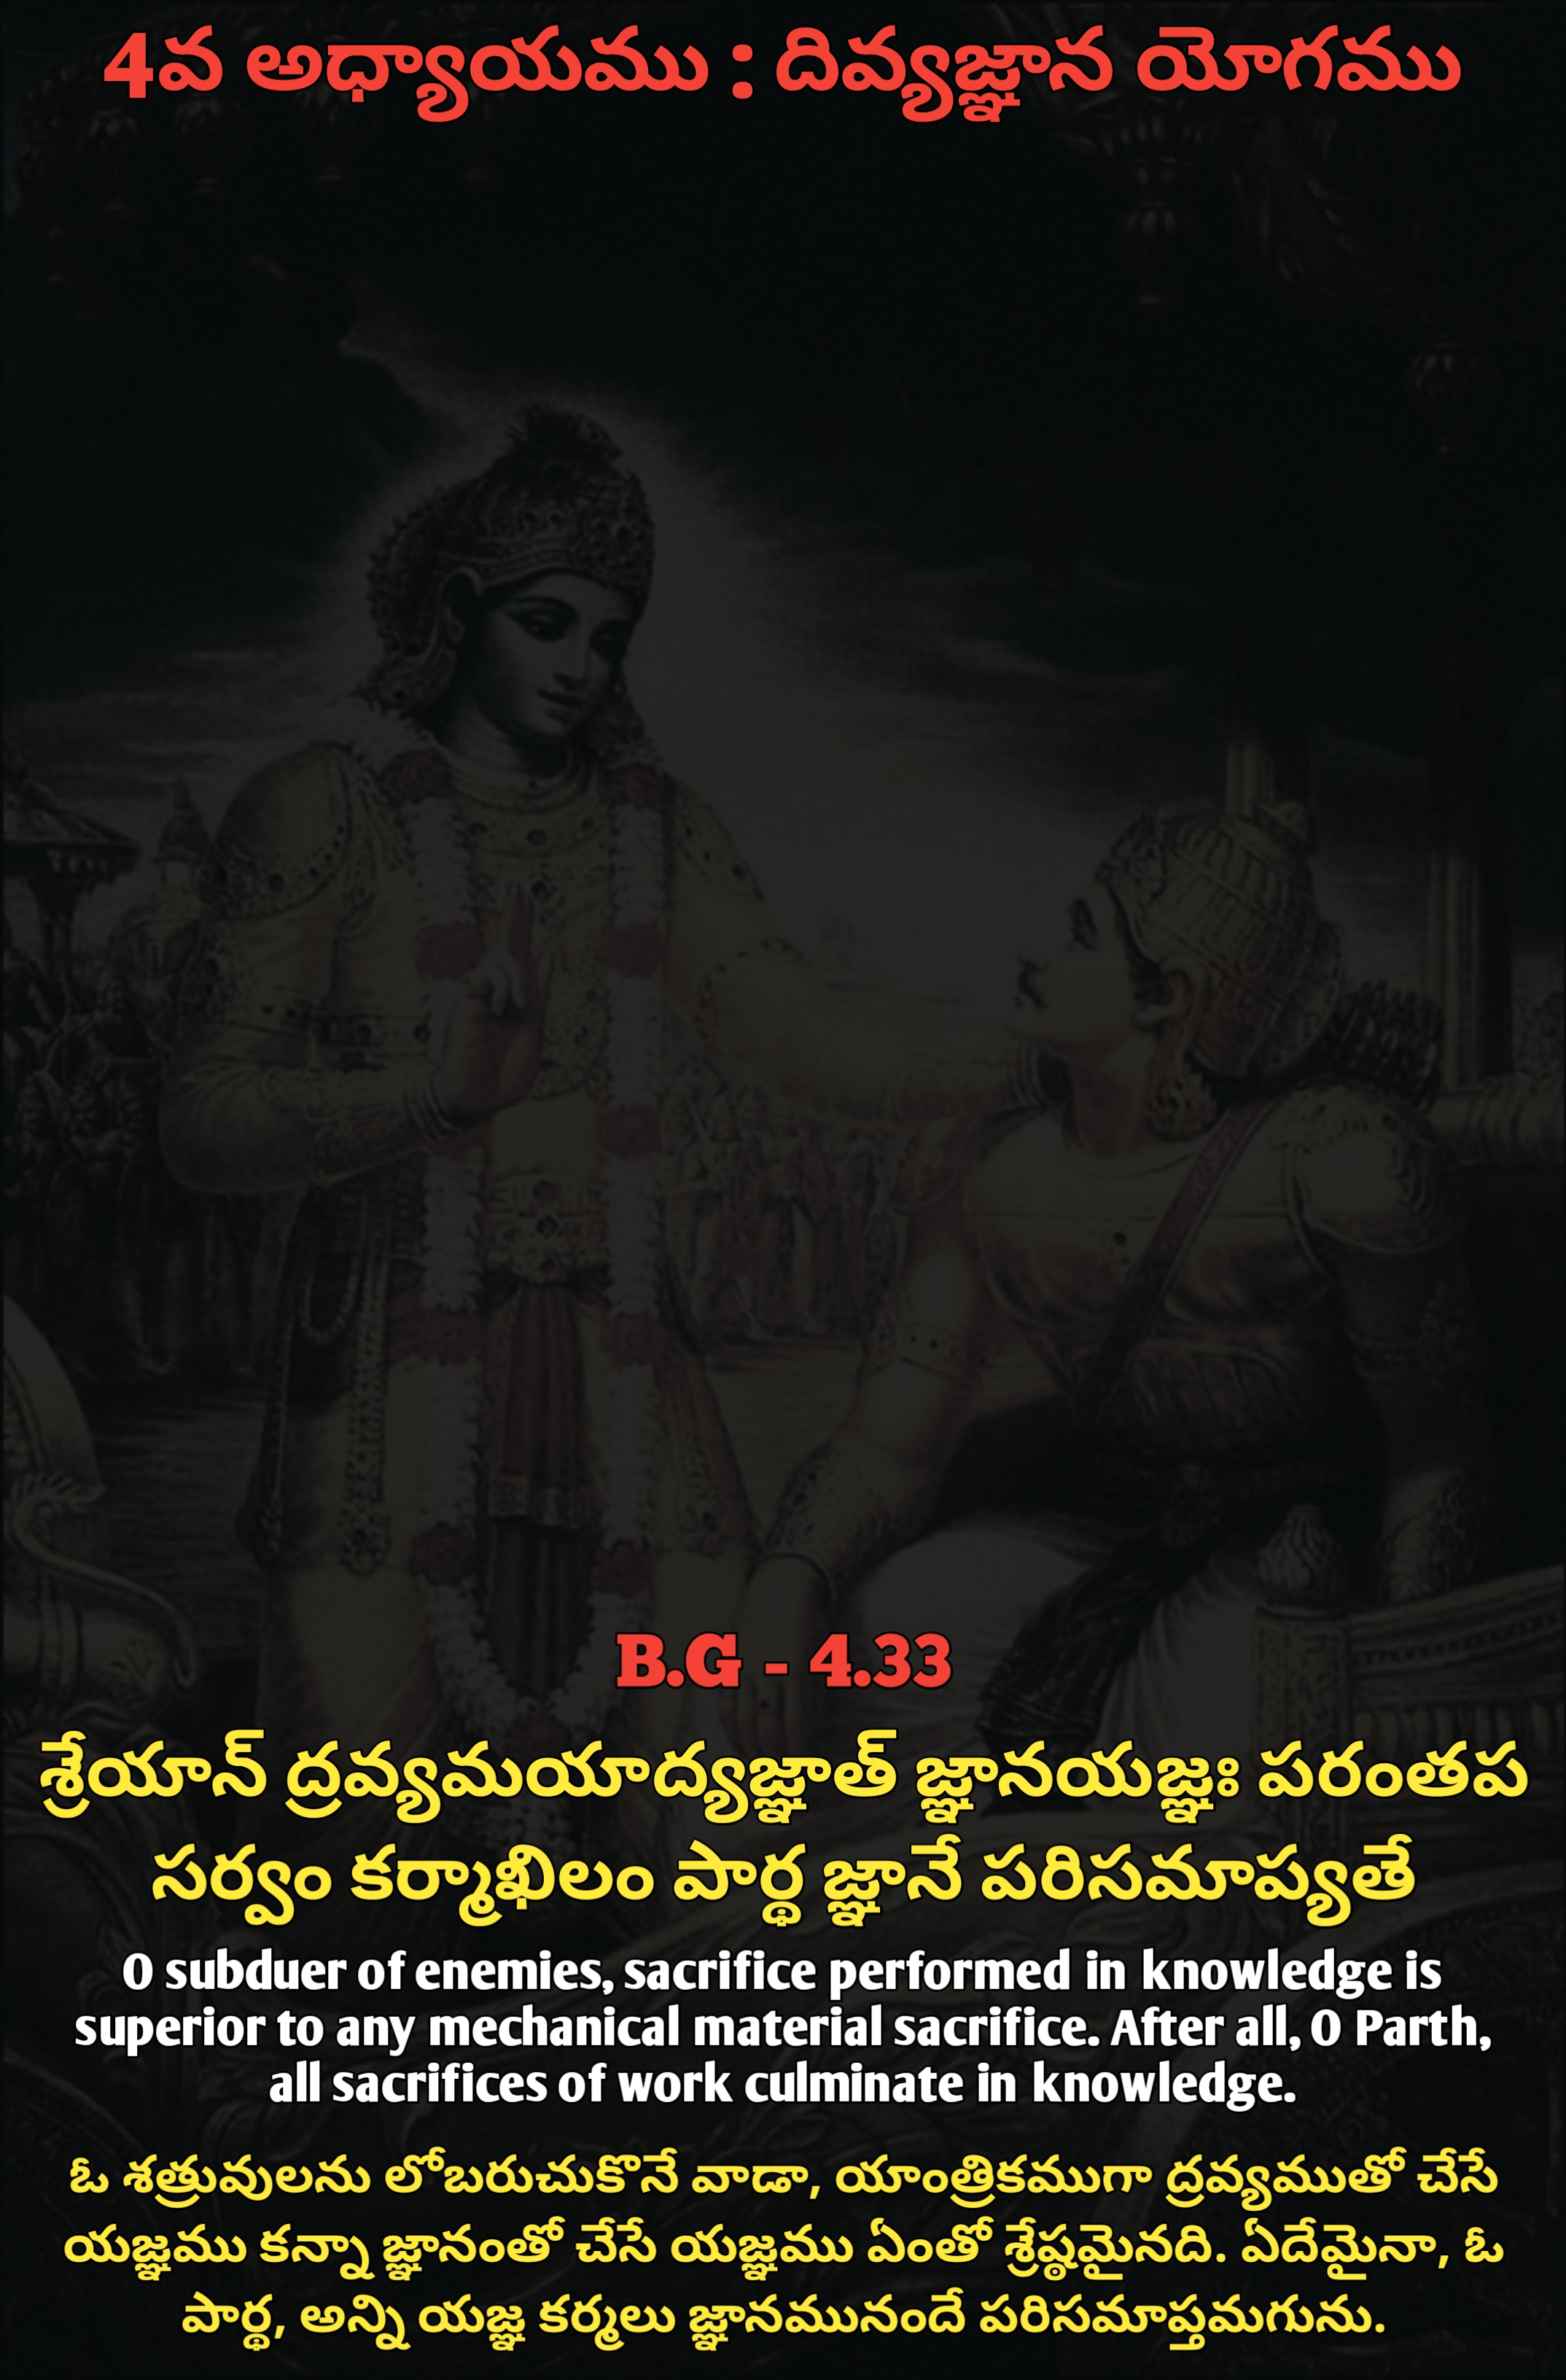 4వ అధ్యాయము : దివ్యజ్ఞాన యోగము
B.G - 4.33
శ్రేయాన్ ద్రవ్యమయాద్యజ్ఞాత్ జ్ఞానయజ్ఞః పరంతప
సర్వం కర్మాఖిలం పార్థ జ్ఞానే పరిసమాప్యతే
O subduer of enemies, sacrifice performed in knowledge is
superior to any mechanical material sacrifice. After all, O Parth,
all sacrifices of work culminate in knowledge.
ఓ శత్రువులను లోబరుచుకొనే వాడా, యాంత్రికముగా ద్రవ్యముతో చేసే
యజ్ఞము కన్నా జ్ఞానంతో చేసే యజ్ఞము ఏంతో శ్రేష్ఠమైనది. ఏదేమైనా, ఓ
పార్థ, అన్ని యజ్ఞ కర్మలు జ్ఞానమునందే పరిసమాప్తమగును.